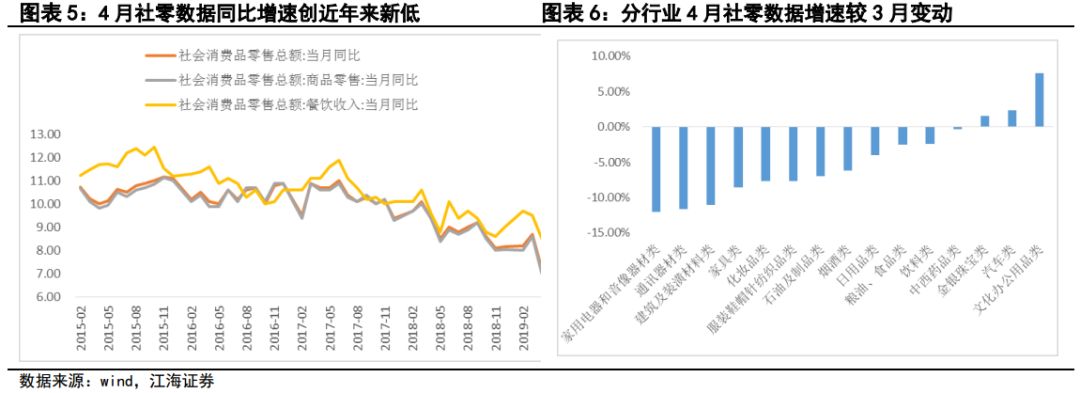 图表 5：4 月社零数据同比增速创近年来新低
社会消费品零售总额:当月同比
社会消费品零售总额:商品零售:当月同比
社会消费品零售总额:餐饮收入:当月同比
13.00
12.00
11.00
10.00
9.00
8.00
7.00
6.00
2015-02
2015-05
2015-08
2015-11
2016-02
2016-05
2016-08
2016-11
2017-02
2017-05
2017-08
2017-11
2018-02
2018-05
2018-08
2018-11
2019-02
图表 6：分行业 4 月社零数据增速较 3 月变动
10.00%
5.00%
0.00%
-5.00%
-10.00%
-15.00%
家用电器和音像器材类
通讯器材类
建筑及装潢材料类
家具类
化妆品类
服装鞋帽针纺织品类
石油及制品类
烟酒类
日用品类
粮油、食品类
饮料类
中西药品类
金银珠宝类
汽车类
文化办公用品类
数据来源：wind，江海证券